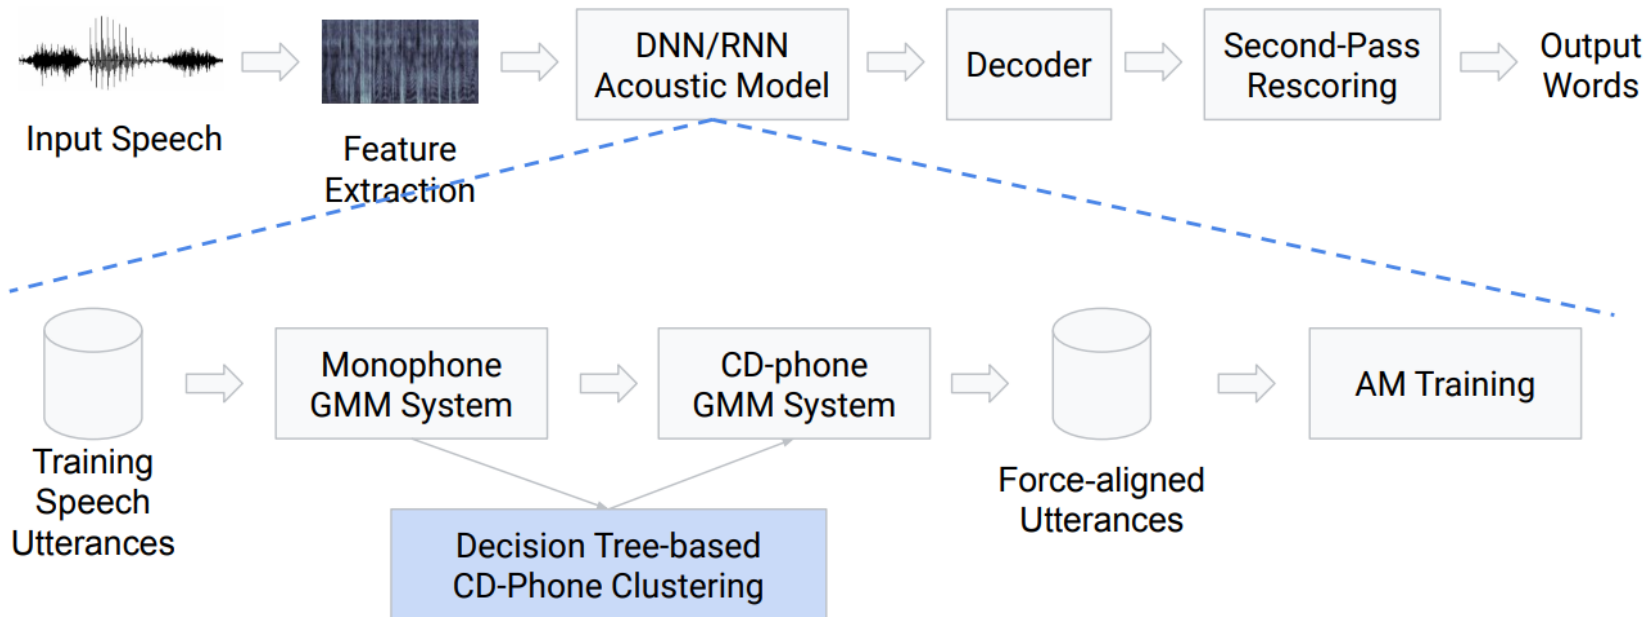 Input Speech
Feature
Extraction
DNN/RNN
Acoustic Model
Decoder
Second-Pass
Rescoring
Output
Words
Training
Speech
Utterances
Monophone
GMM System
CD-phone
GMM System
Decision Tree-based
CD-Phone Clustering
Force-aligned
Utterances
AM Training